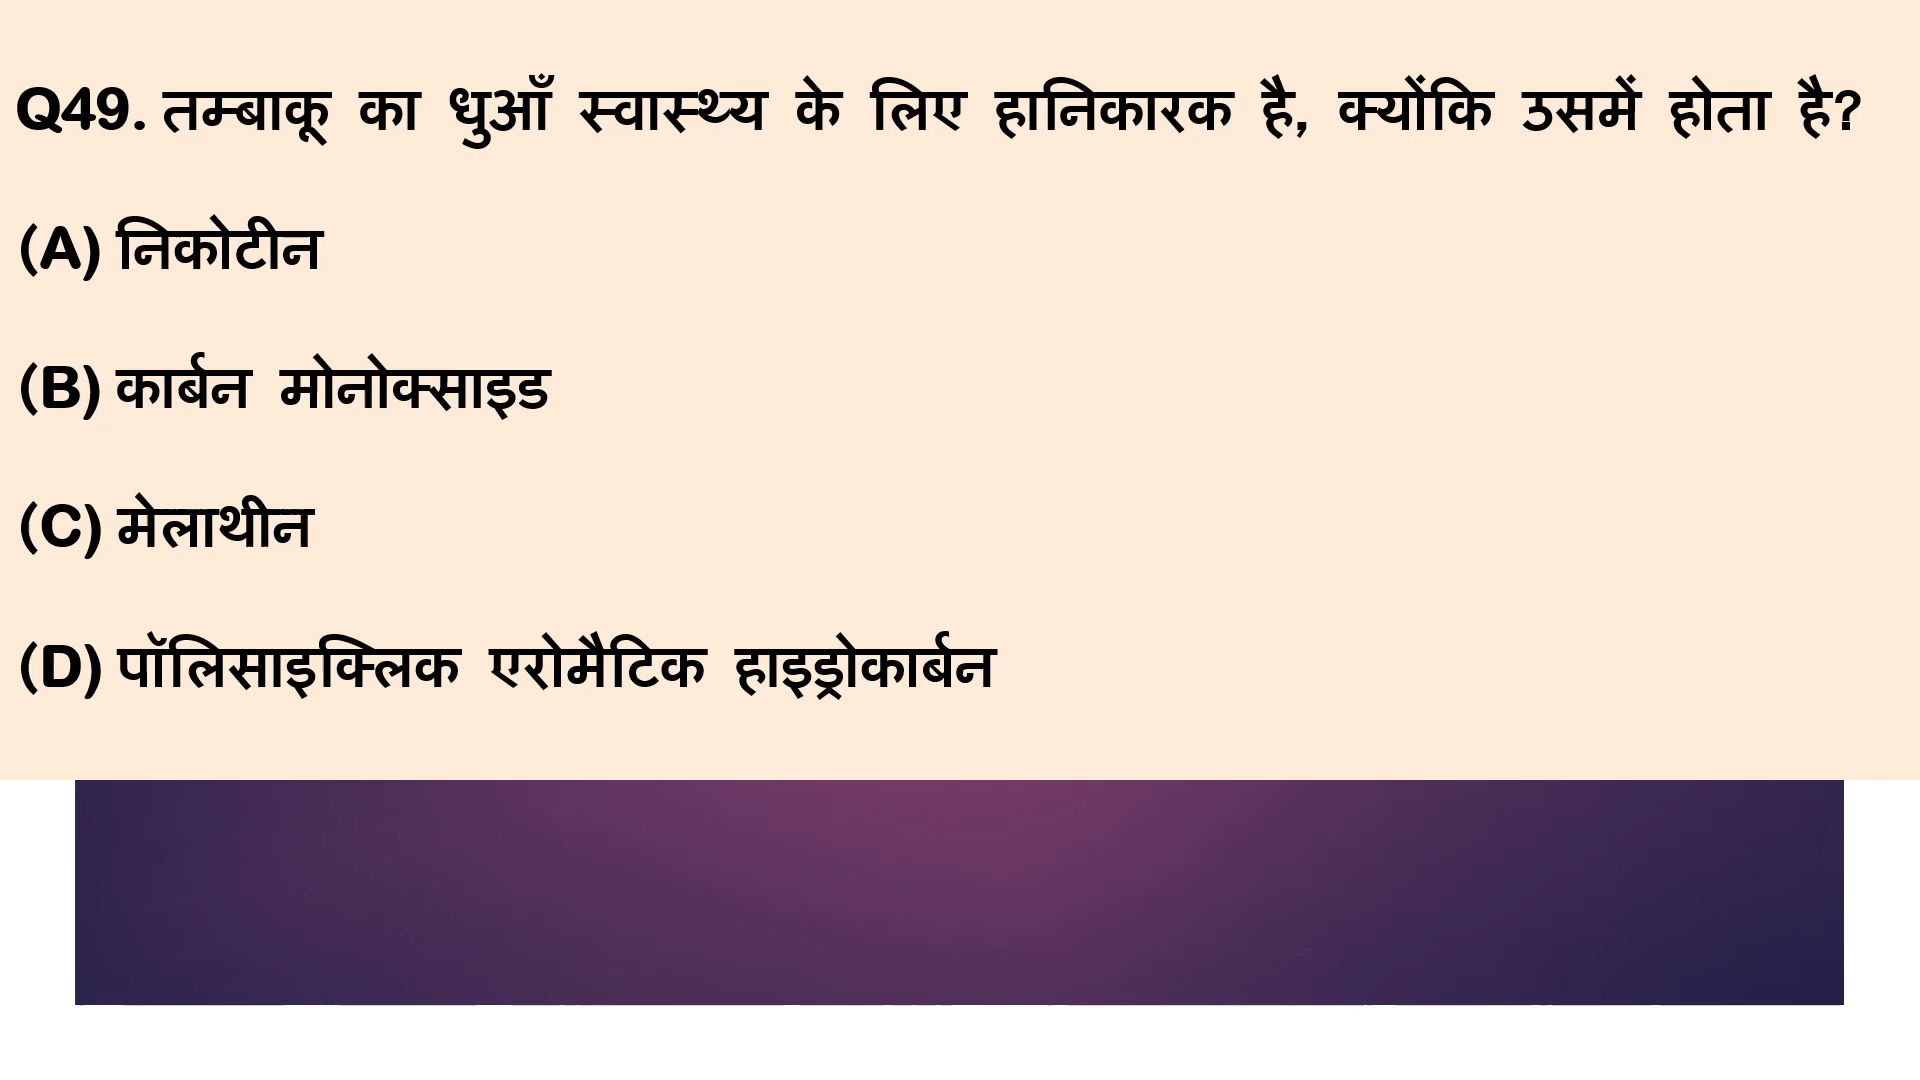 Q49. तम्बाकू का धुआँ स्वास्थ्य के लिए हानिकारक है, क्योंकि उसमें होता है?
(A) निकोटीन
(B) कार्बन मोनोक्साइड
(C) मेलाथीन
(D) पॉलिसाइक्लिक एरोमैटिक हाइड्रोकार्बन